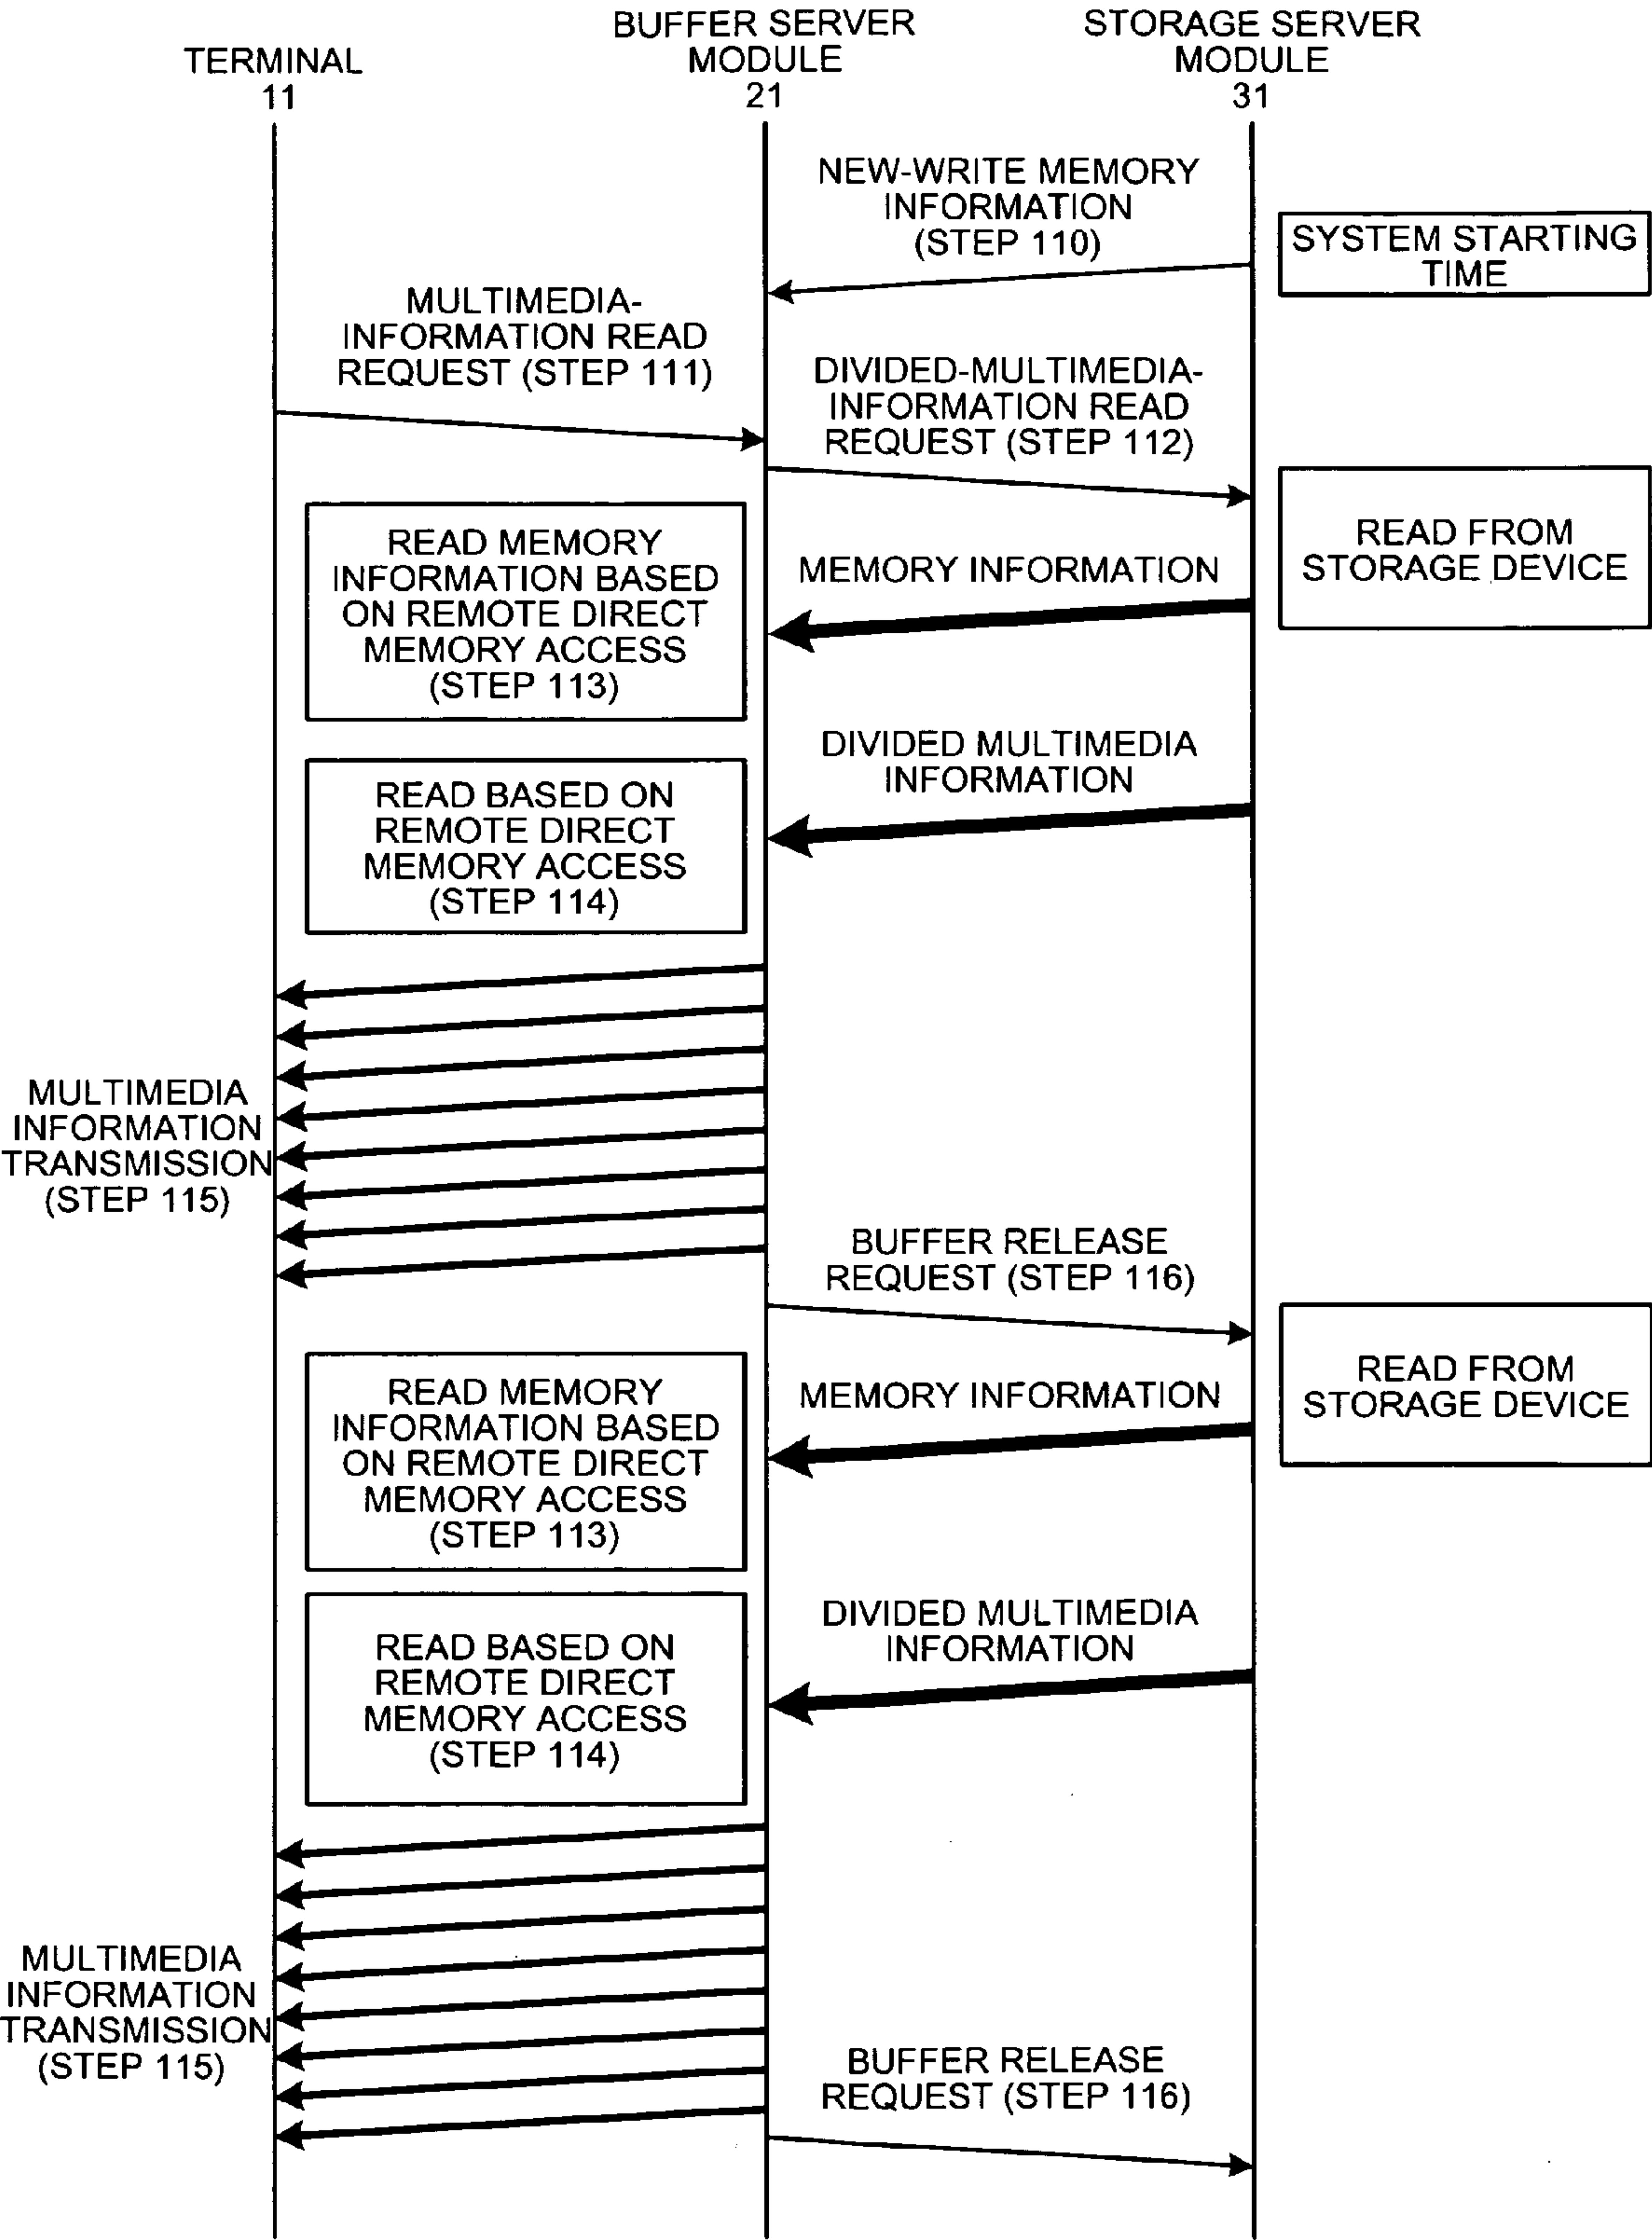 TERMINAL
11
BUFFER SERVER
MODULE
21
STORAGE SERVER
MODULE
31
NEW-WRITE MEMORY
INFORMATION
(STEP 110)
SYSTEM STARTING
TIME
MULTIMEDIA-
INFORMATION READ
REQUEST (STEP 111)
DIVIDED-MULTIMEDIA-
INFORMATION READ
REQUEST (STEP 112)
READ FROM
STORAGE DEVICE
READ MEMORY
INFORMATION BASED
ON REMOTE DIRECT
MEMORY ACCESS
(STEP 113)
MEMORY INFORMATION
DIVIDED MULTIMEDIA
INFORMATION
READ BASED ON
REMOTE DIRECT
MEMORY ACCESS
(STEP 114)
MULTIMEDIA
INFORMATION
TRANSMISSION
(STEP 115)
BUFFER RELEASE
REQUEST (STEP 116)
READ FROM
STORAGE DEVICE
READ MEMORY
INFORMATION BASED
ON REMOTE DIRECT
MEMORY ACCESS
(STEP 113)
MEMORY INFORMATION
DIVIDED MULTIMEDIA
INFORMATION
READ BASED ON
REMOTE DIRECT
MEMORY ACCESS
(STEP 114)
MULTIMEDIA
INFORMATION
TRANSMISSION
(STEP 115)
BUFFER RELEASE
REQUEST (STEP 116)